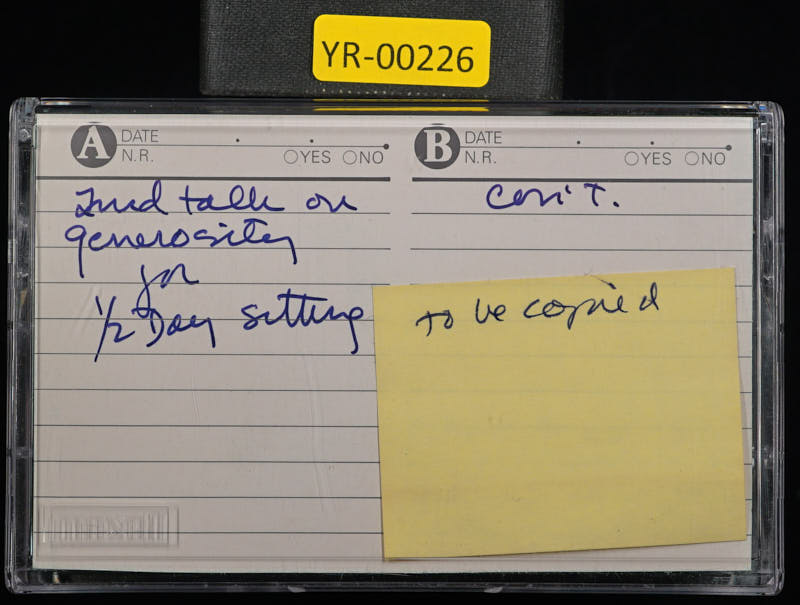 YR-00226
A DATE
N.R. YES NO
2nd talk on
generosity
for
1/2 Day sitting
B DATE
N.R. YES NO
con't.
to be copied
maxell